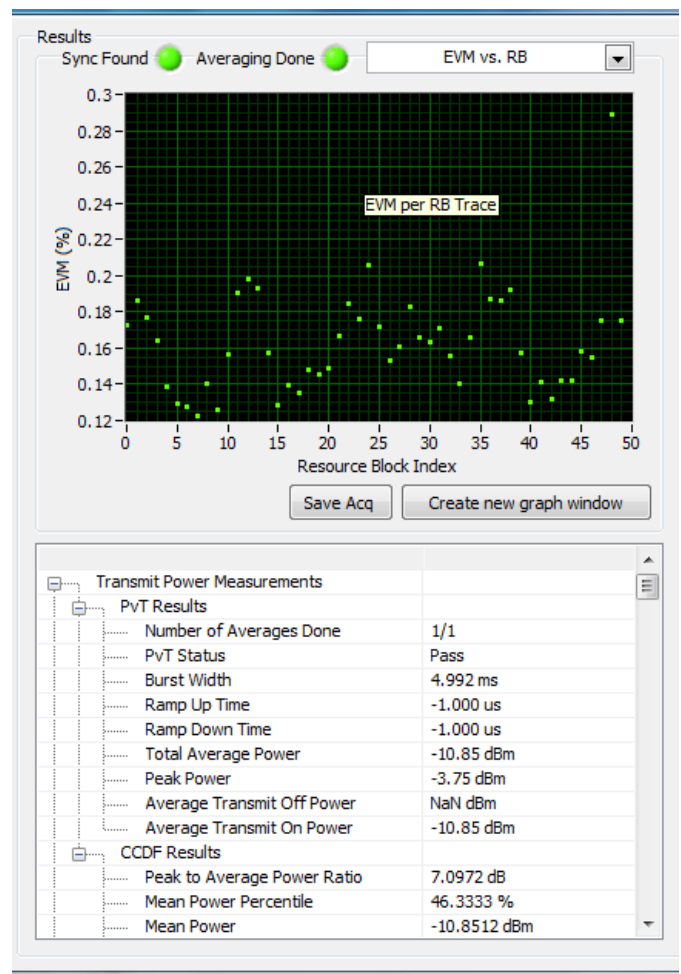 Results
Sync Found Averaging Done EVM vs. RB
0.3
0.28
0.26
0.24
0.22
0.2
0.18
0.16
0.14
0.12
EVM (%)
EVM per RB Trace
0 5 10 15 20 25 30 35 40 45 50
Resource Block Index
Save Acq Create new graph window
Transmit Power Measurements
PvT Results
Number of Averages Done 1/1
PvT Status Pass
Burst Width 4.992 ms
Ramp Up Time -1.000 us
Ramp Down Time -1.000 us
Total Average Power -10.85 dBm
Peak Power -3.75 dBm
Average Transmit Off Power NaN dBm
Average Transmit On Power -10.85 dBm
CCDF Results
Peak to Average Power Ratio 7.0972 dB
Mean Power Percentile 46.3333 %
Mean Power -10.8512 dBm